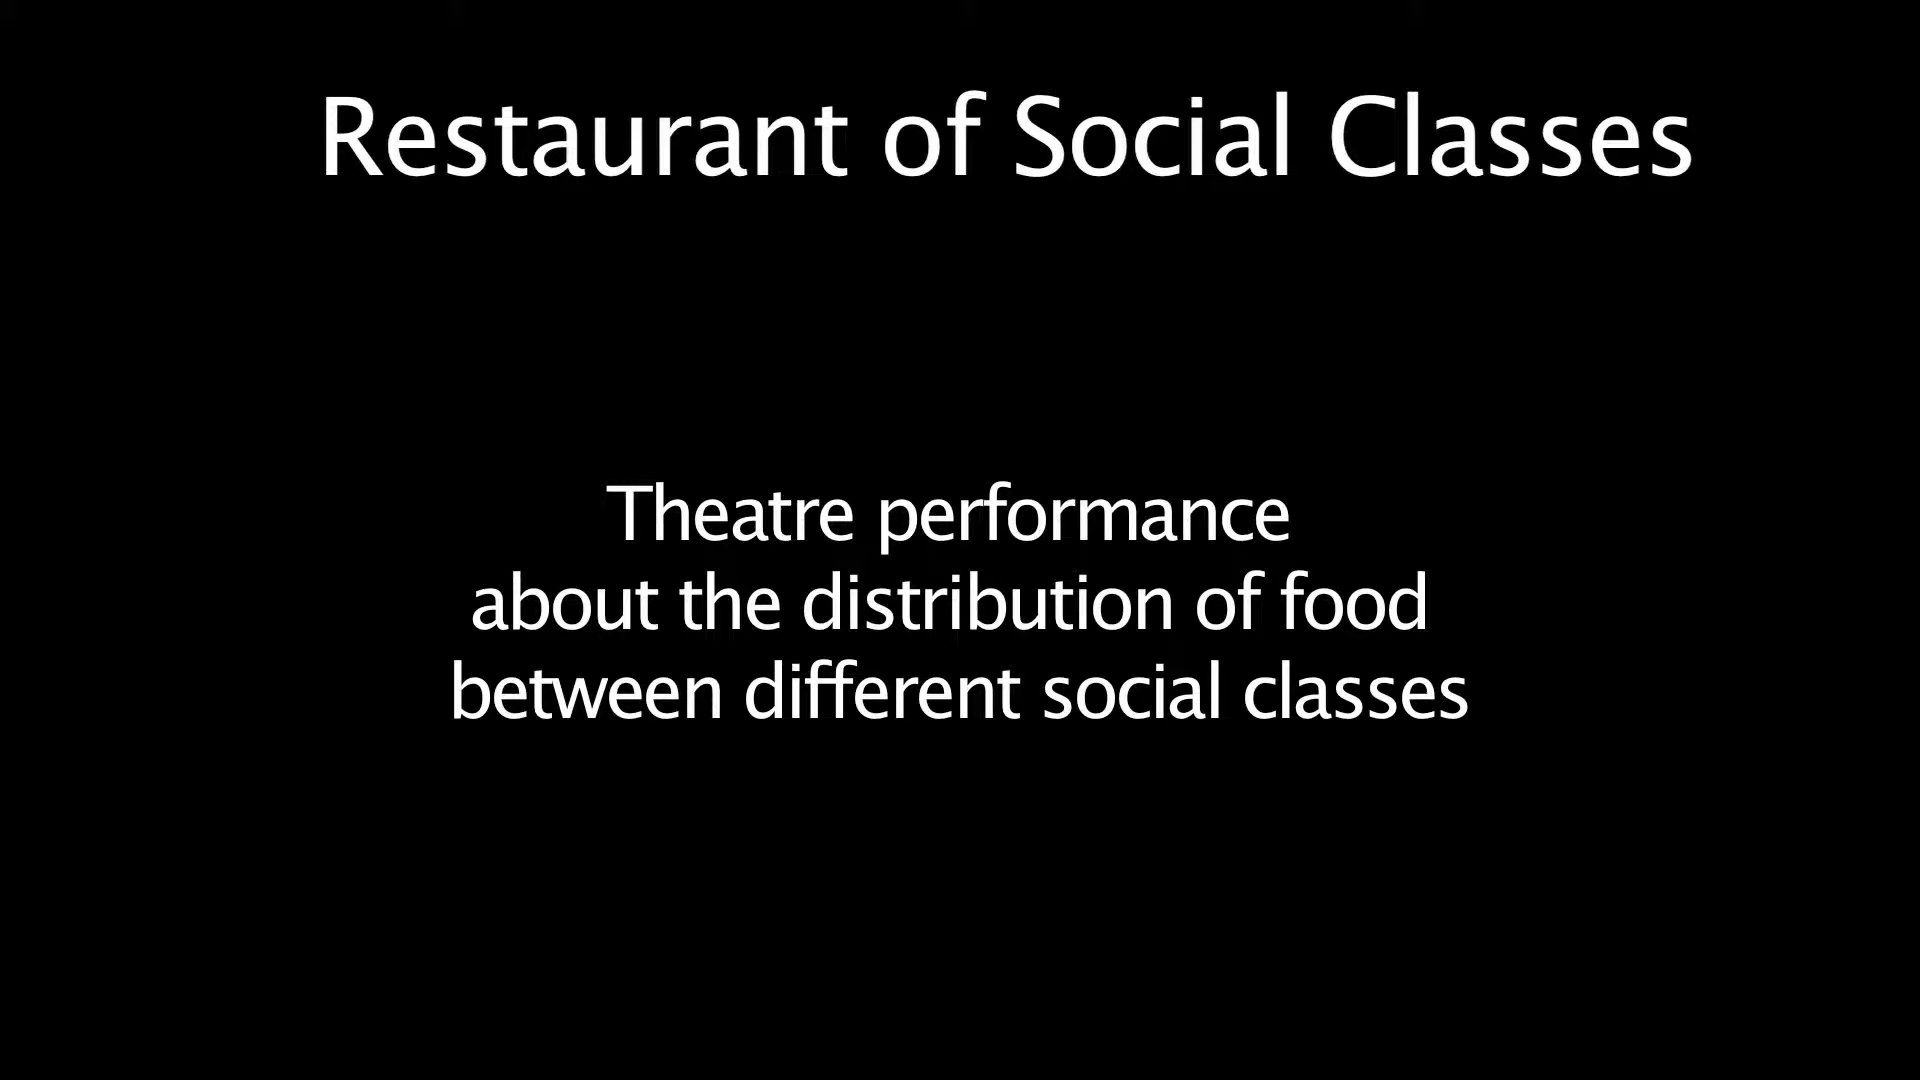 Restaurant of Social Classes
Theatre performance
about the distribution of food
between different social classes